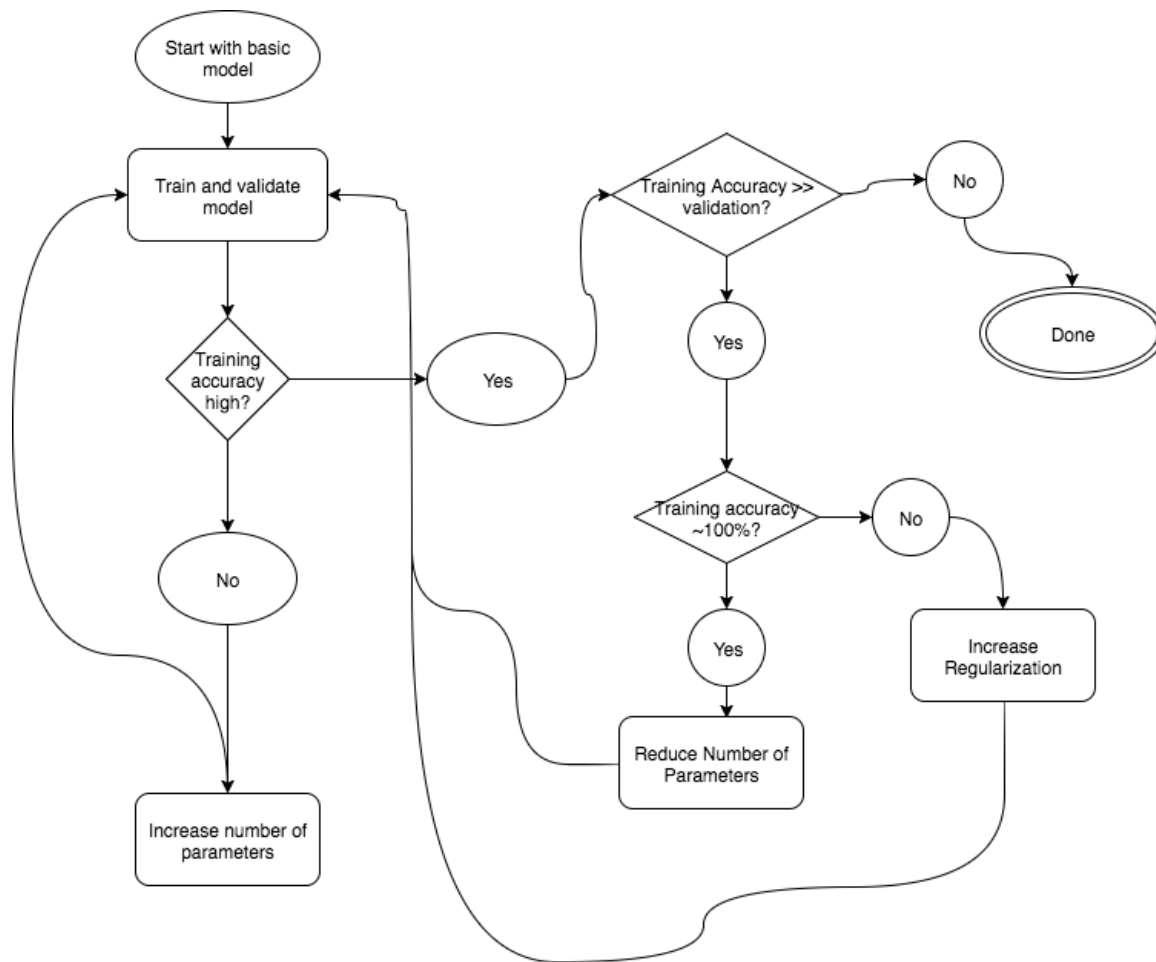 Start with basic
model
Train and validate
model
Training
accuracy
high?
No
Increase number of
parameters
Yes
Training Accuracy >>
validation?
No
Done
Yes
Training accuracy
~100%?
No
Increase
Regularization
Yes
Reduce Number of
Parameters